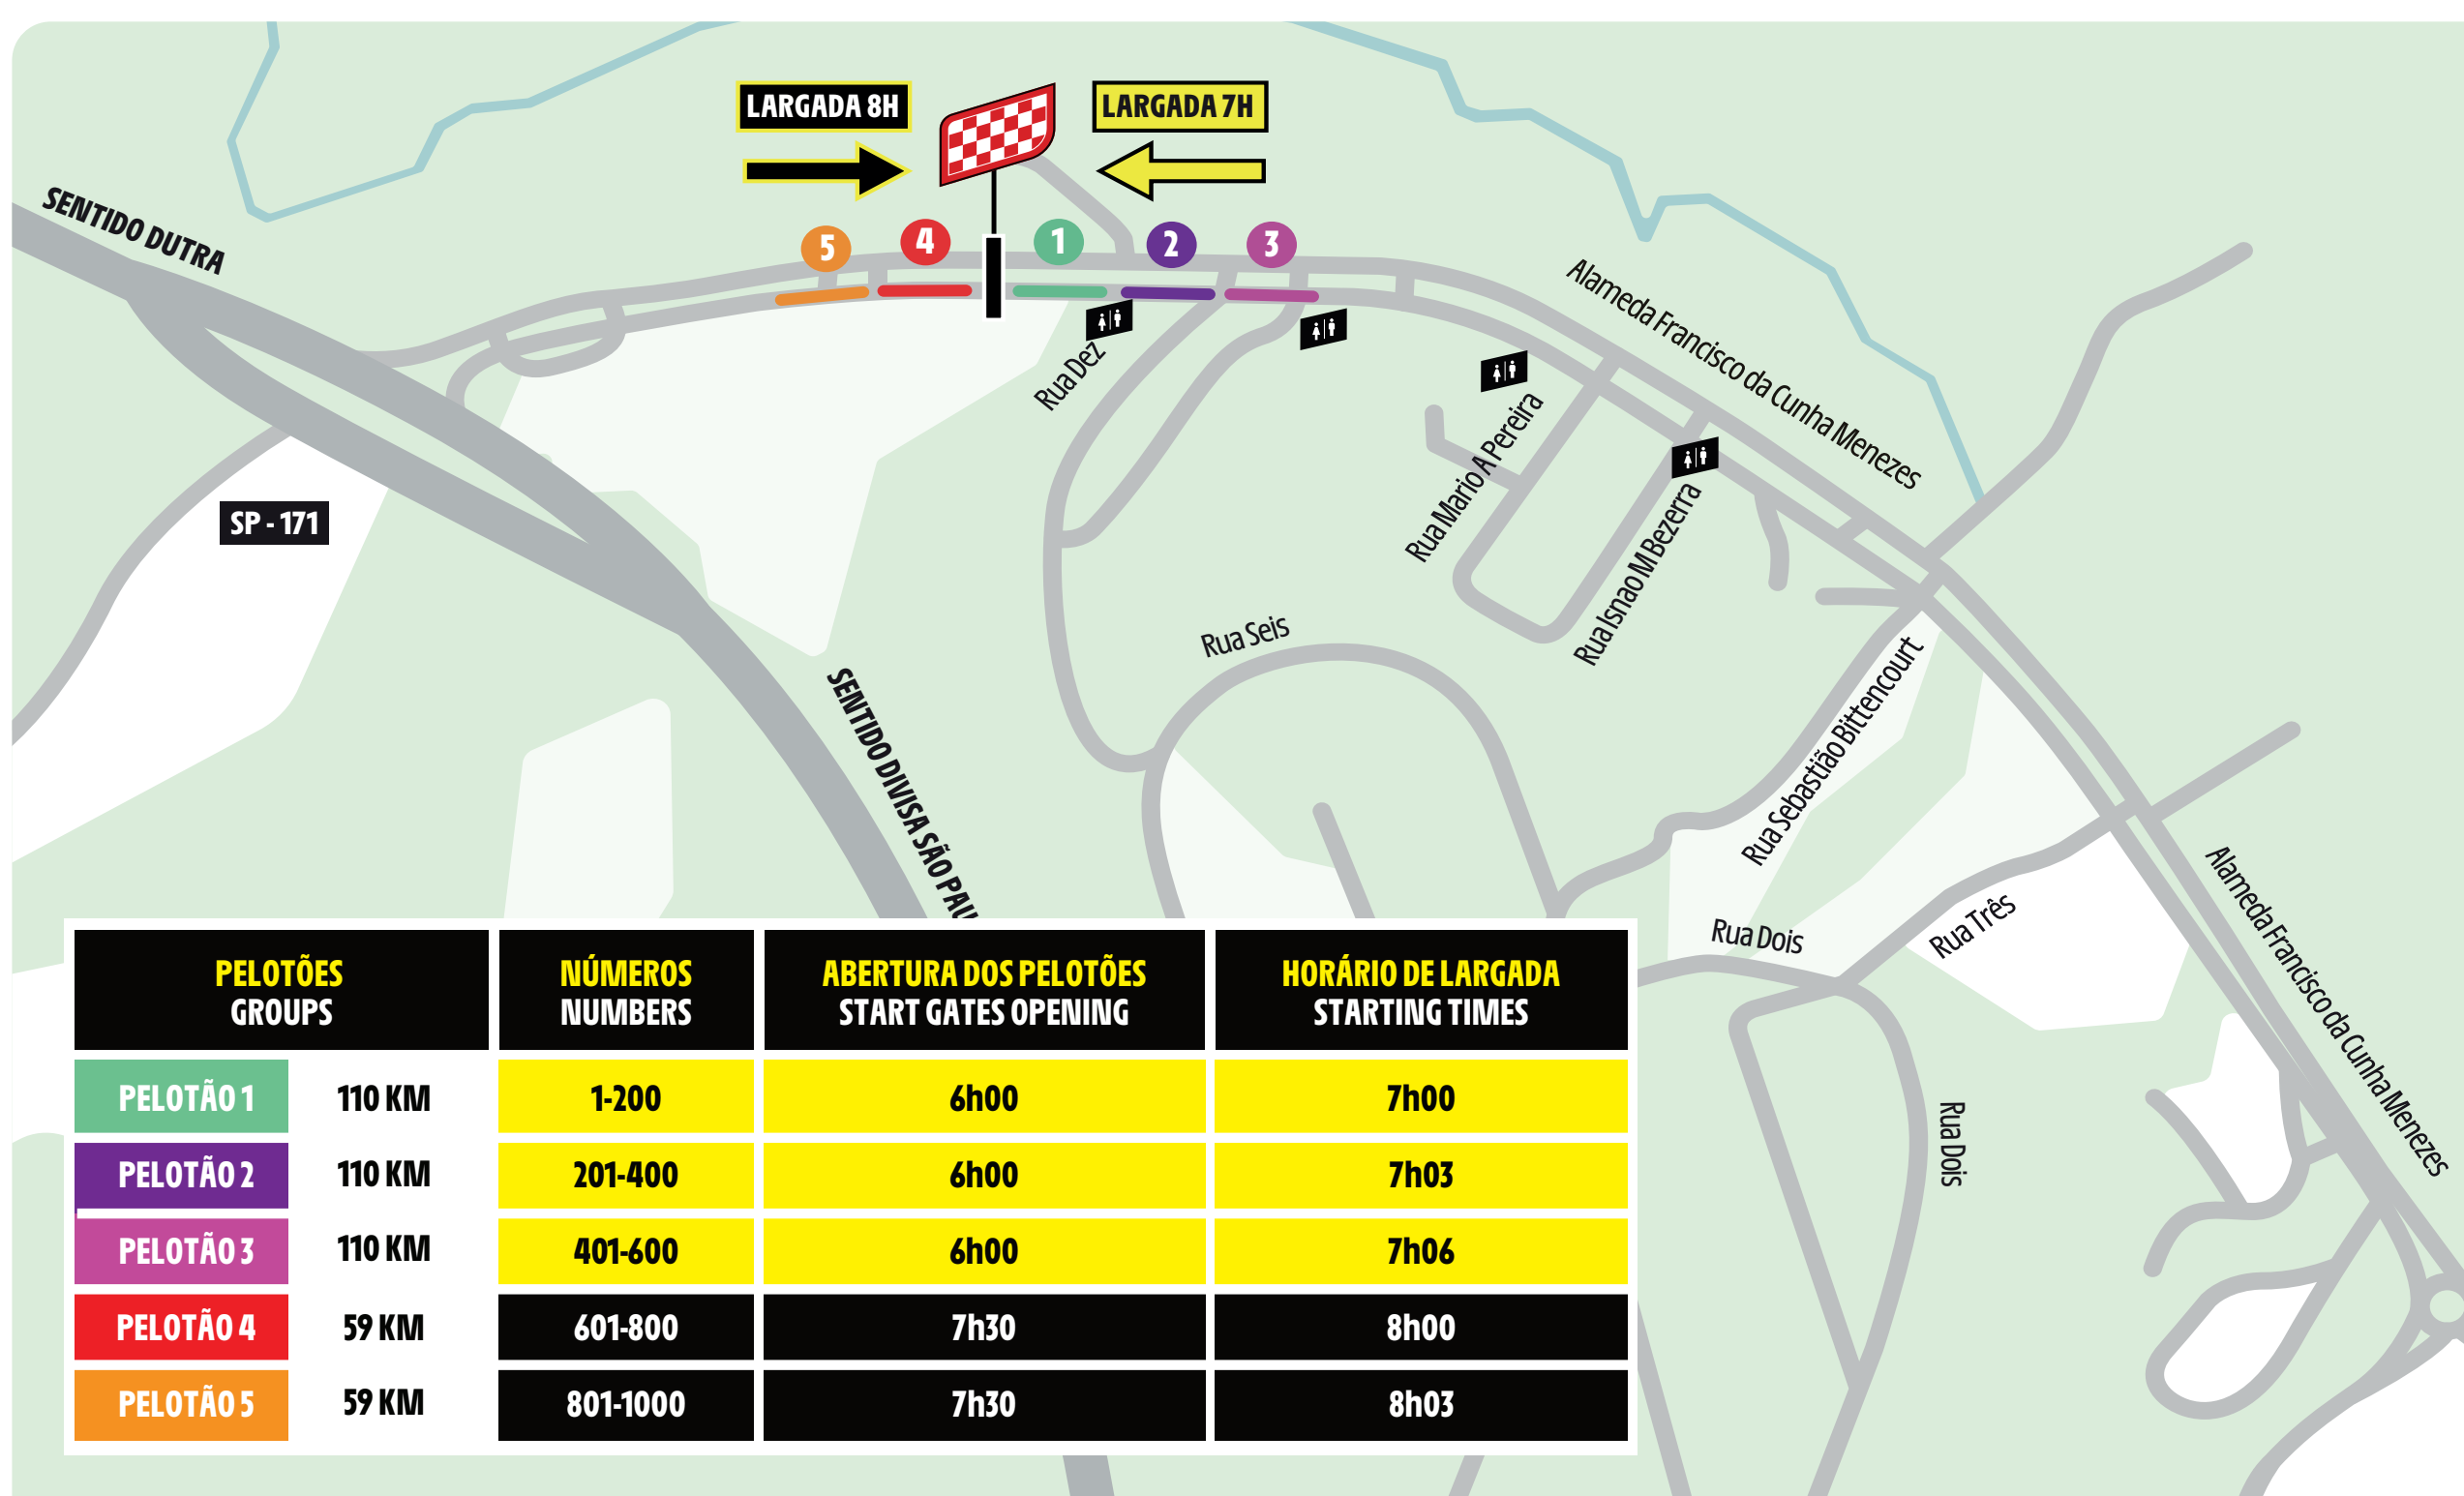 LARGADA 8H
LARGADA 7H
SENTIDO DUTRA
5
4
1
2
3
Alameda Francisco da Cunha Menezes
Rua Dez
Rua Mario A Pereira
SP - 171
Rua Isnao M Bezerra
Rua Seis
Rua Sebastião Bittencourt
SENTIDO DIVISA SÃO PAU
Rua Três
Rua Dois
Alameda Francisco da Cunha Menezes
Rua Dois
PELOTÕES
GROUPS
NÚMEROS
NUMBERS
ABERTURA DOS PELOTÕES
START GATES OPENING
HORÁRIO DE LARGADA
STARTING TIMES
PELOTÃO 1 110 KM 1-200 6h00 7h00
PELOTÃO 2 110 KM 201-400 6h00 7h03
PELOTÃO 3 110 KM 401-600 6h00 7h06
PELOTÃO 4 59 KM 601-800 7h30 8h00
PELOTÃO 5 59 KM 801-1000 7h30 8h03